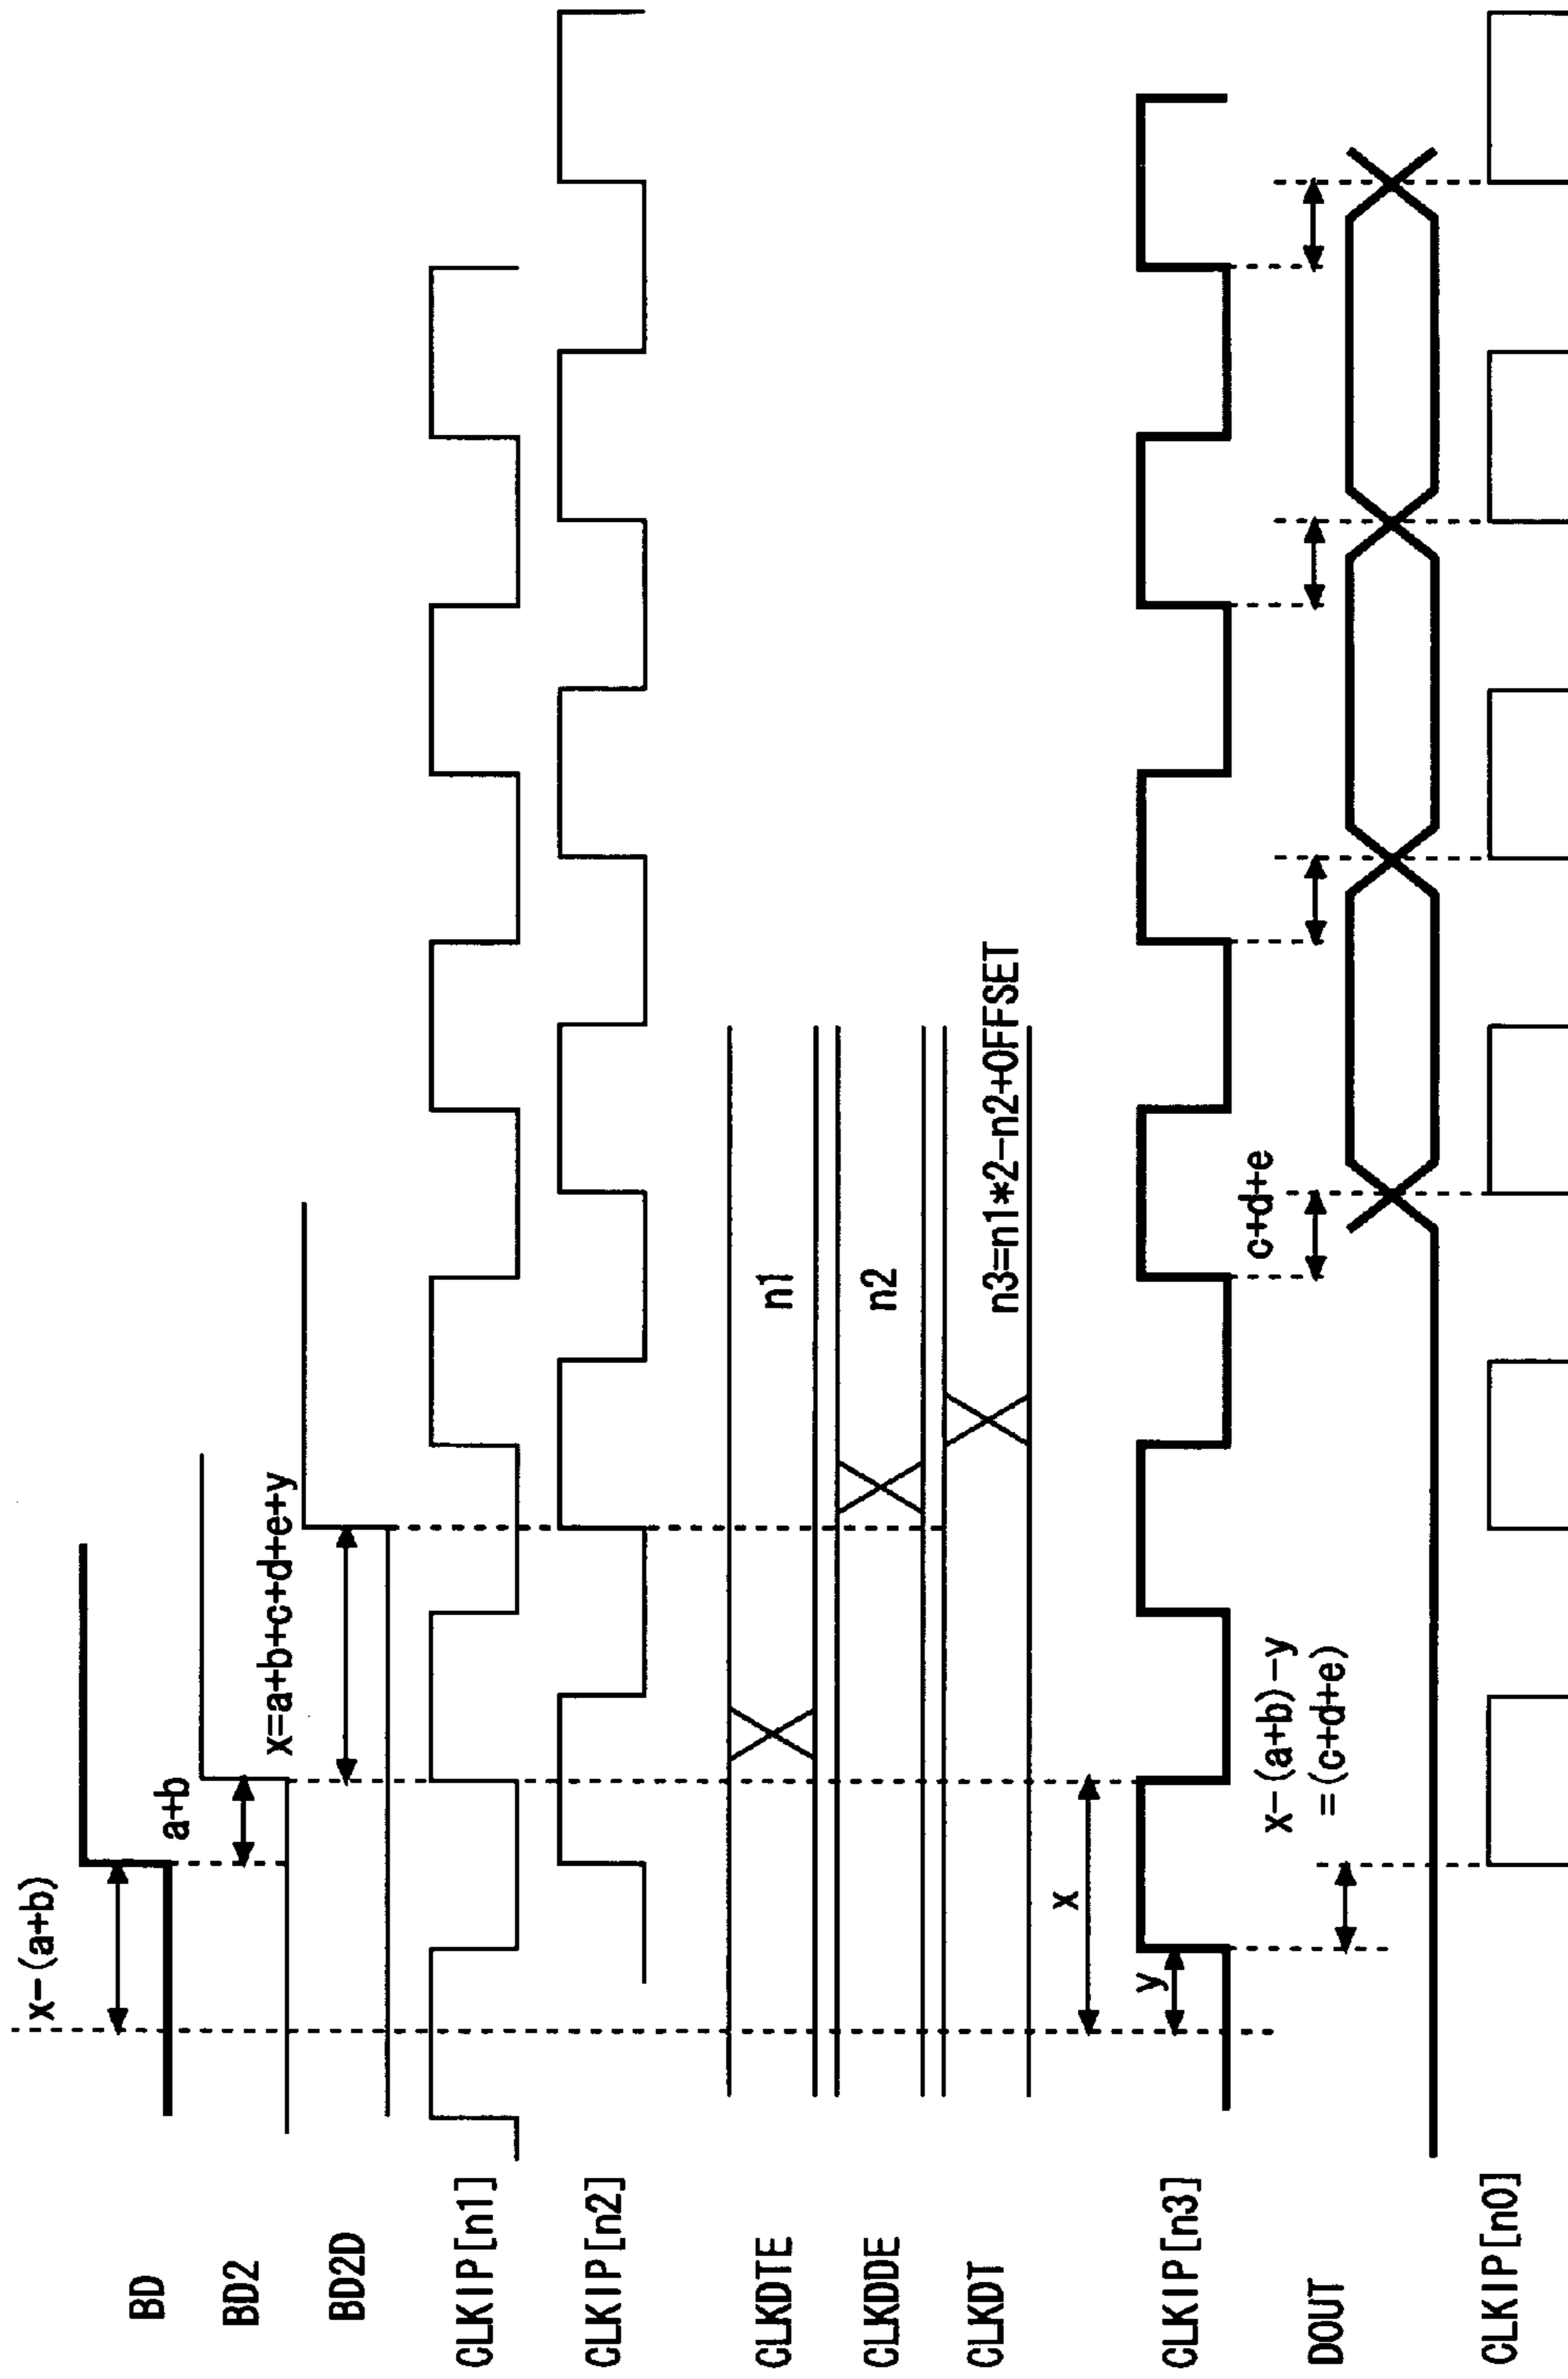 x-(a+b)
BD
a+b
BD2
x=a+b+c+d+e+y
BD2D
CLKIP[n1]
CLKIP[n2]
CLKDTE
n1
CLKDDE
n2
CLKDT
n3=n1*2-n2+OFFSET
x
y
CLKIP[n3]
c+d+e
x-(a+b)-y
=(c+d+e)
DOUT
CLKIP[n0]